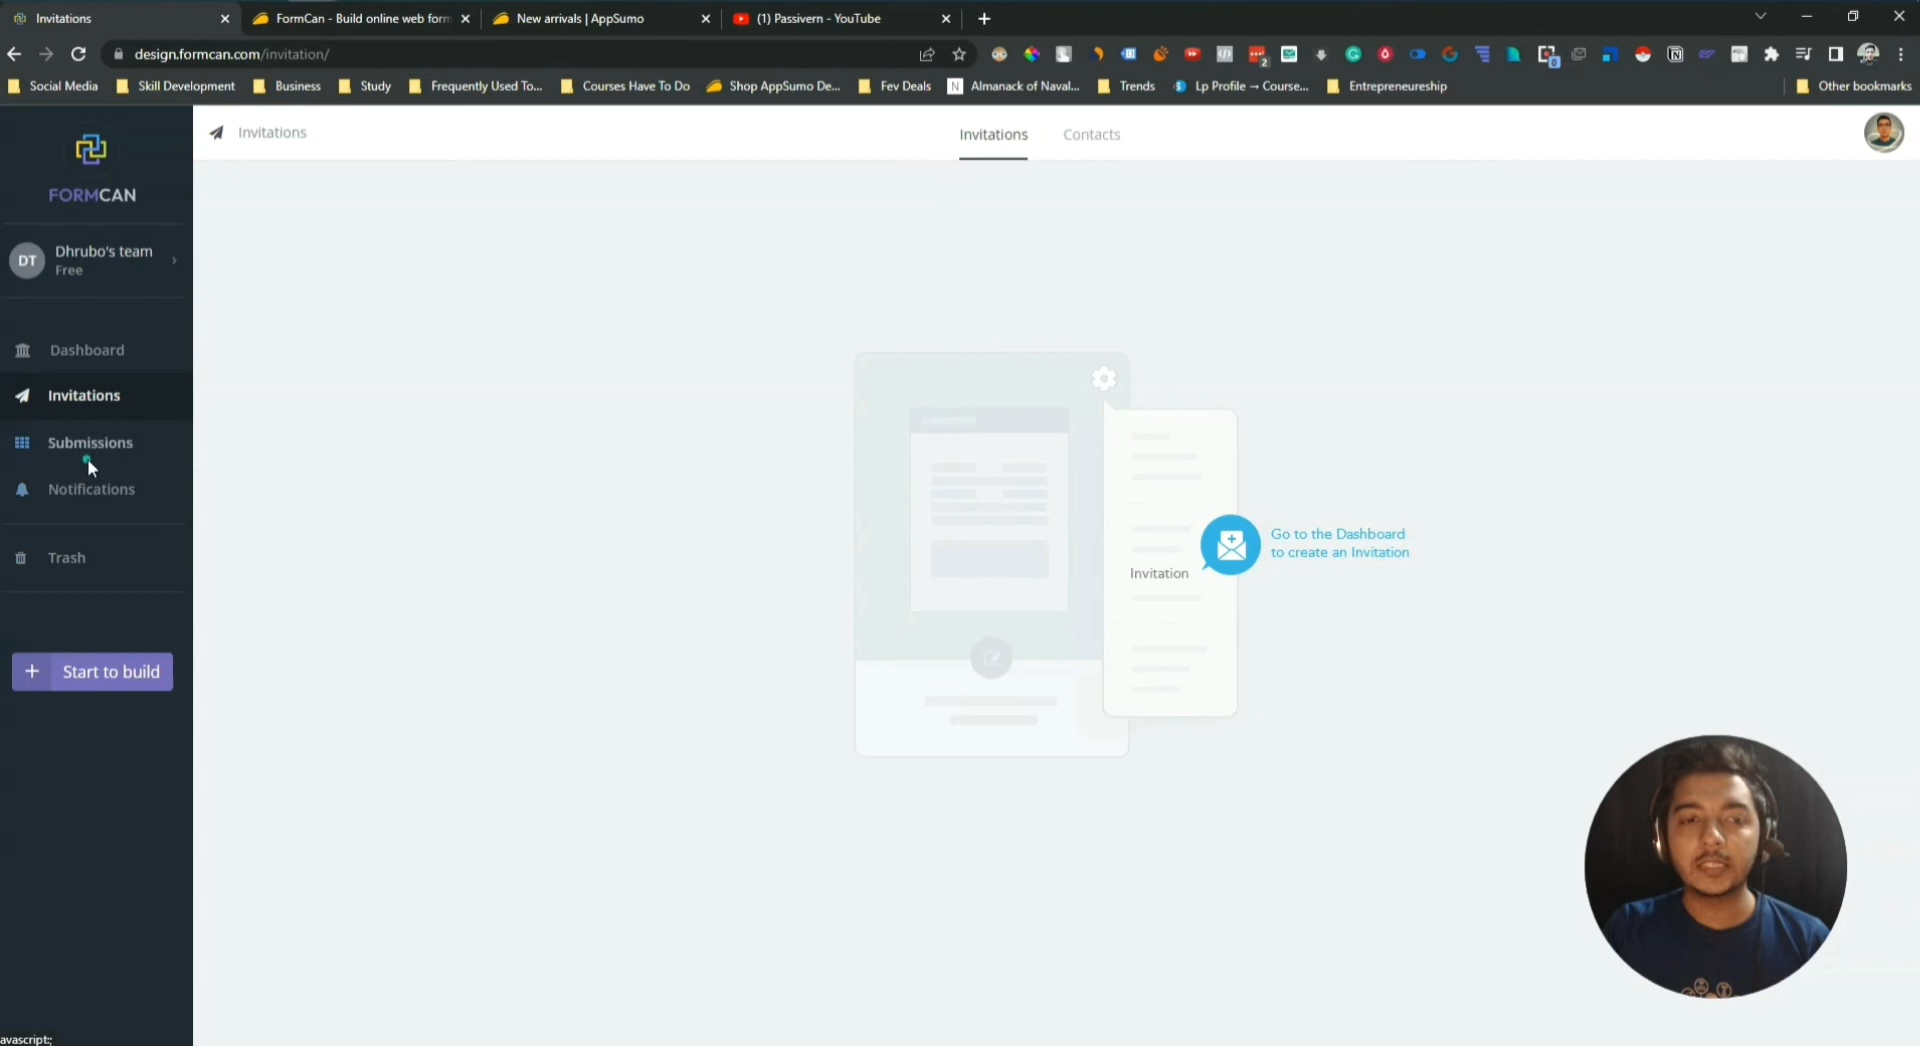 Invitations
FormCan - Build online web form
New arrivals | AppSumo
(1) Passivern - YouTube
design.formcan.com/invitation/
Social Media
Skill Development
Business
Study
Frequently Used To...
Courses Have To Do
Shop AppSumo De...
Fev Deals
N
Almanack of Naval...
Trends
Lp Profile → Course...
Entrepreneurship
Other bookmarks
FORMCAN
Invitations
Invitations
Contacts
DT
Dhrubo's team
Free
Dashboard
Invitations
Submissions
Notifications
Trash
+ Start to build
Go to the Dashboard
to create an Invitation
Invitation
avascript:;